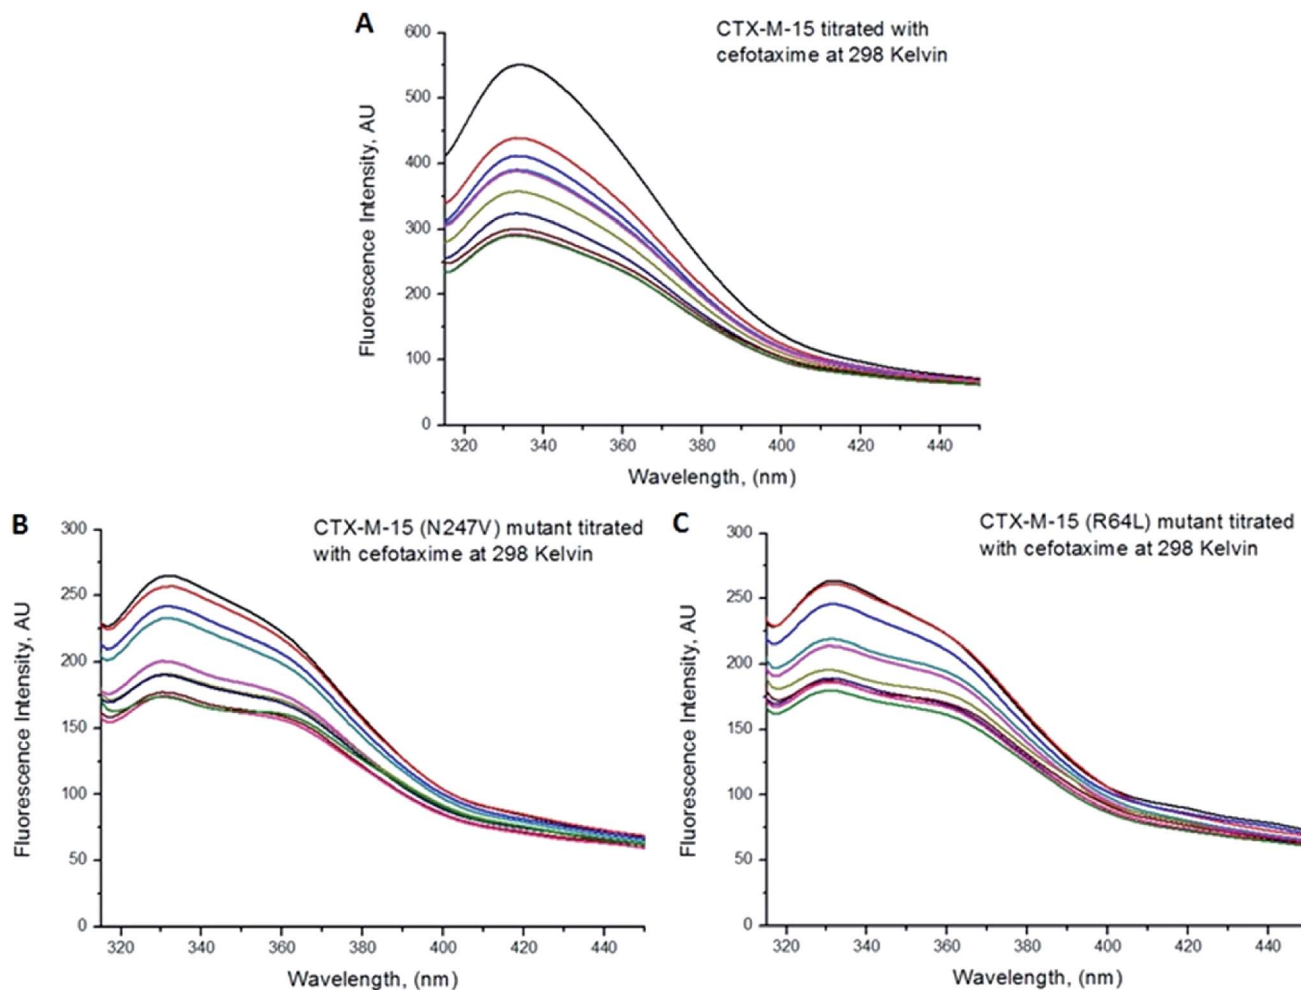 A
CTX-M-15 titrated with
cefotaxime at 298 Kelvin
600
500
400
300
200
100
0
Fluorescence Intensity, AU
320 340 360 380 400 420 440
Wavelength, (nm)
B
CTX-M-15 (N247V) mutant titrated
with cefotaxime at 298 Kelvin
300
250
200
150
100
50
0
Fluorescence Intensity, AU
320 340 360 380 400 420 440
Wavelength, (nm)
C
CTX-M-15 (R64L) mutant titrated
with cefotaxime at 298 Kelvin
300
250
200
150
100
50
0
Fluorescence Intensity, AU
320 340 360 380 400 420 440
Wavelength, (nm)